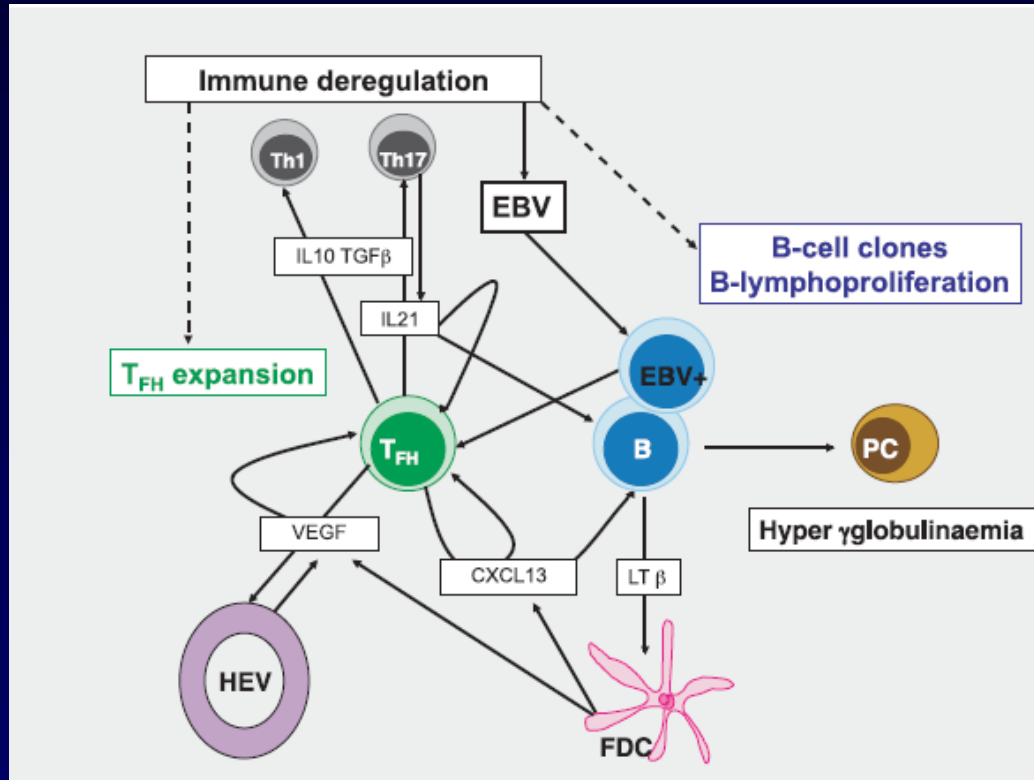 Immune deregulation
Th1
Th17
EBV
IL10 TGFβ
B-cell clones
B-lymphoproliferation
IL21
TFH expansion
EBV+
TFH
B
PC
VEGF
Hyper γglobulinaemia
CXCL13
LT β
HEV
FDC